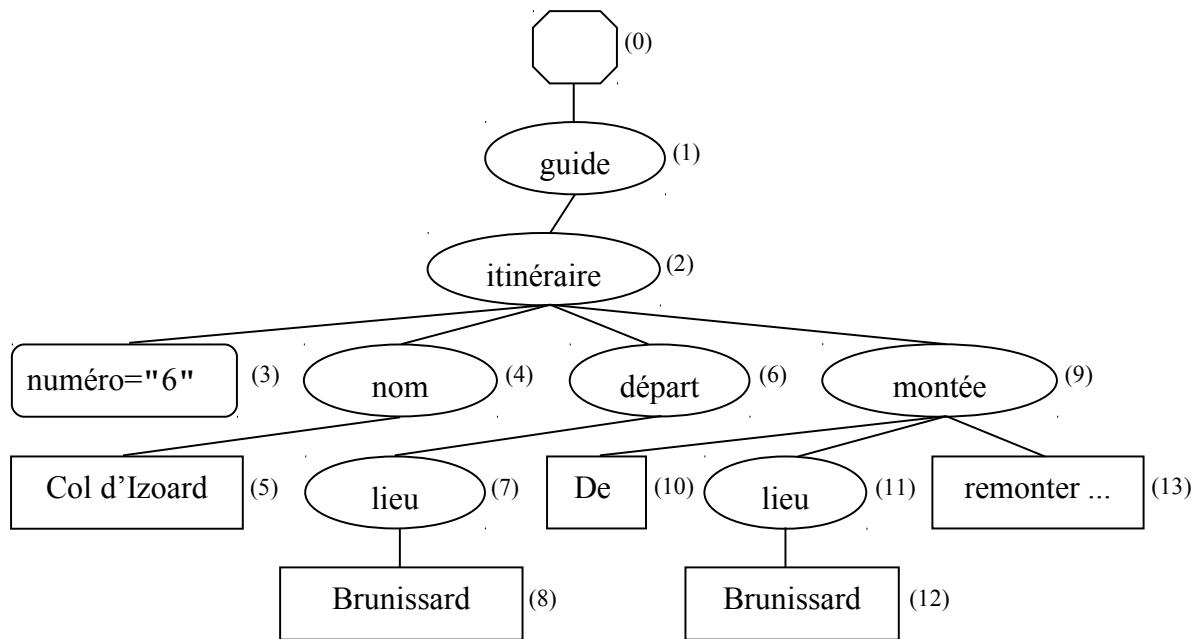 (0)
guide (1)
itinéraire (2)
numéro="6" (3) nom (4) départ (6) montée (9)
Col d’Izoard (5) lieu (7) De (10) lieu (11) remonter ... (13)
Brunissard (8) Brunissard (12)